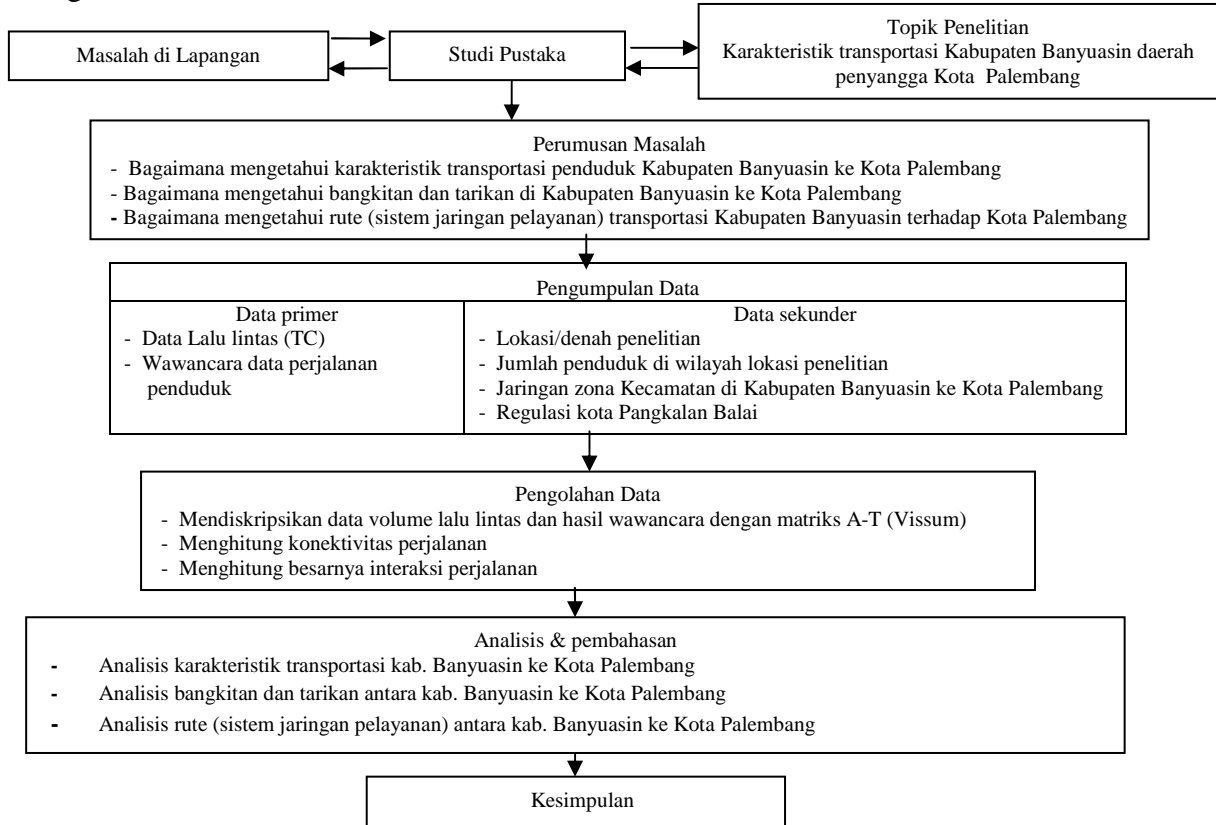 Masalah di Lapangan
Studi Pustaka
Topik Penelitian
Karakteristik transportasi Kabupaten Banyuasin daerah
penyangga Kota Palembang
Perumusan Masalah
- Bagaimana mengetahui karakteristik transportasi penduduk Kabupaten Banyuasin ke Kota Palembang
- Bagaimana mengetahui bangkitan dan tarikan di Kabupaten Banyuasin ke Kota Palembang
- Bagaimana mengetahui rute (sistem jaringan pelayanan) transportasi Kabupaten Banyuasin terhadap Kota Palembang
Pengumpulan Data
Data primer
- Data Lalu lintas (TC)
- Wawancara data perjalanan
penduduk
Data sekunder
- Lokasi/denah penelitian
- Jumlah penduduk di wilayah lokasi penelitian
- Jaringan zona Kecamatan di Kabupaten Banyuasin ke Kota Palembang
- Regulasi kota Pangkalan Balai
Pengolahan Data
- Mendiskripsikan data volume lalu lintas dan hasil wawancara dengan matriks A-T (Vissum)
- Menghitung konektivitas perjalanan
- Menghitung besarnya interaksi perjalanan
Analisis & pembahasan
- Analisis karakteristik transportasi kab. Banyuasin ke Kota Palembang
- Analisis bangkitan dan tarikan antara kab. Banyuasin ke Kota Palembang
- Analisis rute (sistem jaringan pelayanan) antara kab. Banyuasin ke Kota Palembang
Kesimpulan